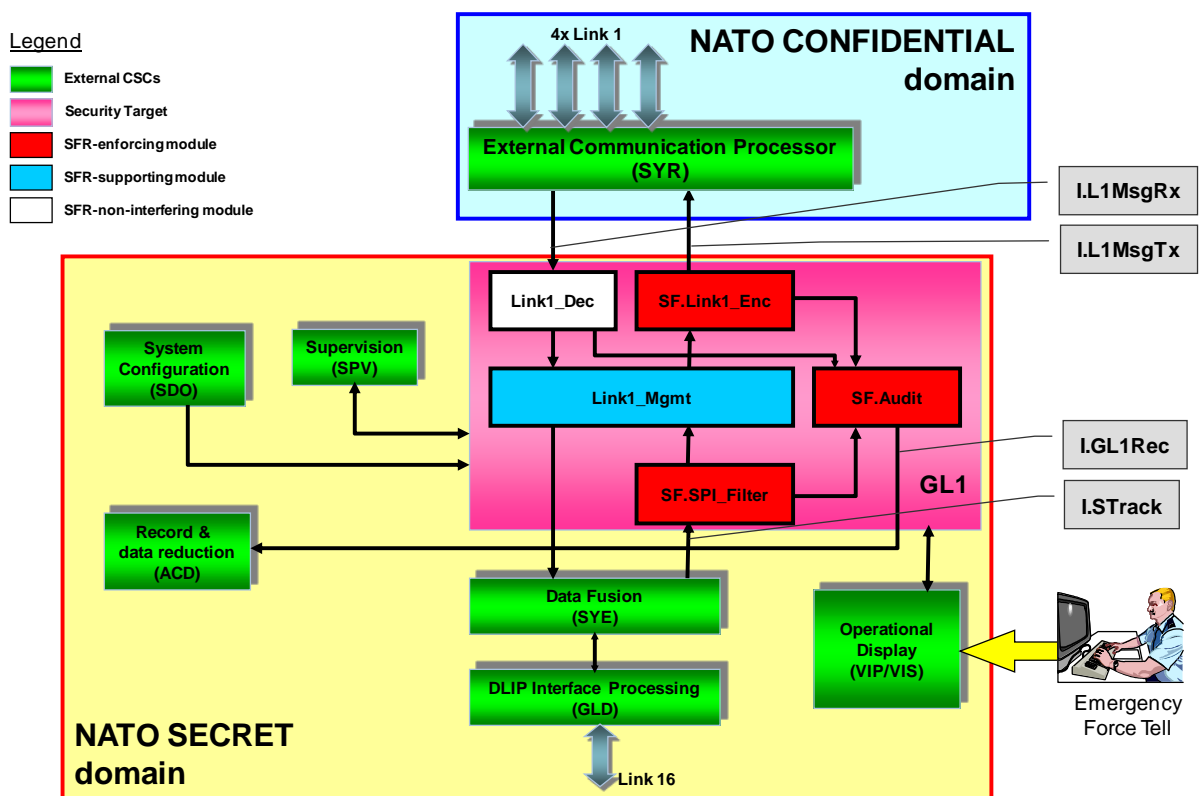 Legend
External CSCs
Security Target
SFR-enforcing module
SFR-supporting module
SFR-non-interfering module
4x Link 1
NATO CONFIDENTIAL
domain
External Communication Processor
(SYR)
I.L1MsgRx
I.L1MsgTx
Link1_Dec
SF.Link1_Enc
System
Configuration
(SDO)
Supervision
(SPV)
Link1_Mgmt
SF.Audit
I.GL1Rec
SF.SPI_Filter
GL1
I.STrack
Record &
data reduction
(ACD)
Data Fusion
(SYE)
Operational
Display
(VIP/VIS)
DLIP Interface Processing
(GLD)
Emergency
Force Tell
NATO SECRET
domain
Link 16